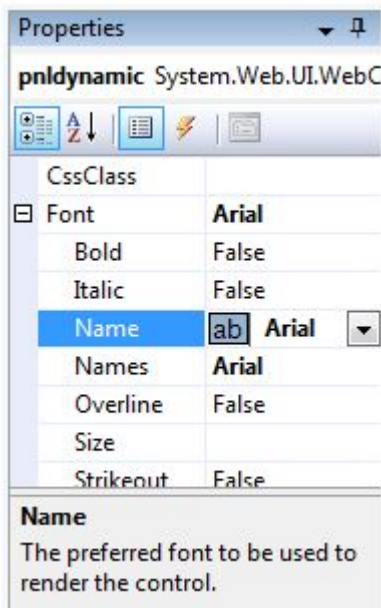 Properties
pnldynamic System.Web.UI.WebC
A
Z
CssClass
Font Arial
Bold False
Italic False
Name ab Arial
Names Arial
Overline False
Size
Strikeout False
Name
The preferred font to be used to
render the control.